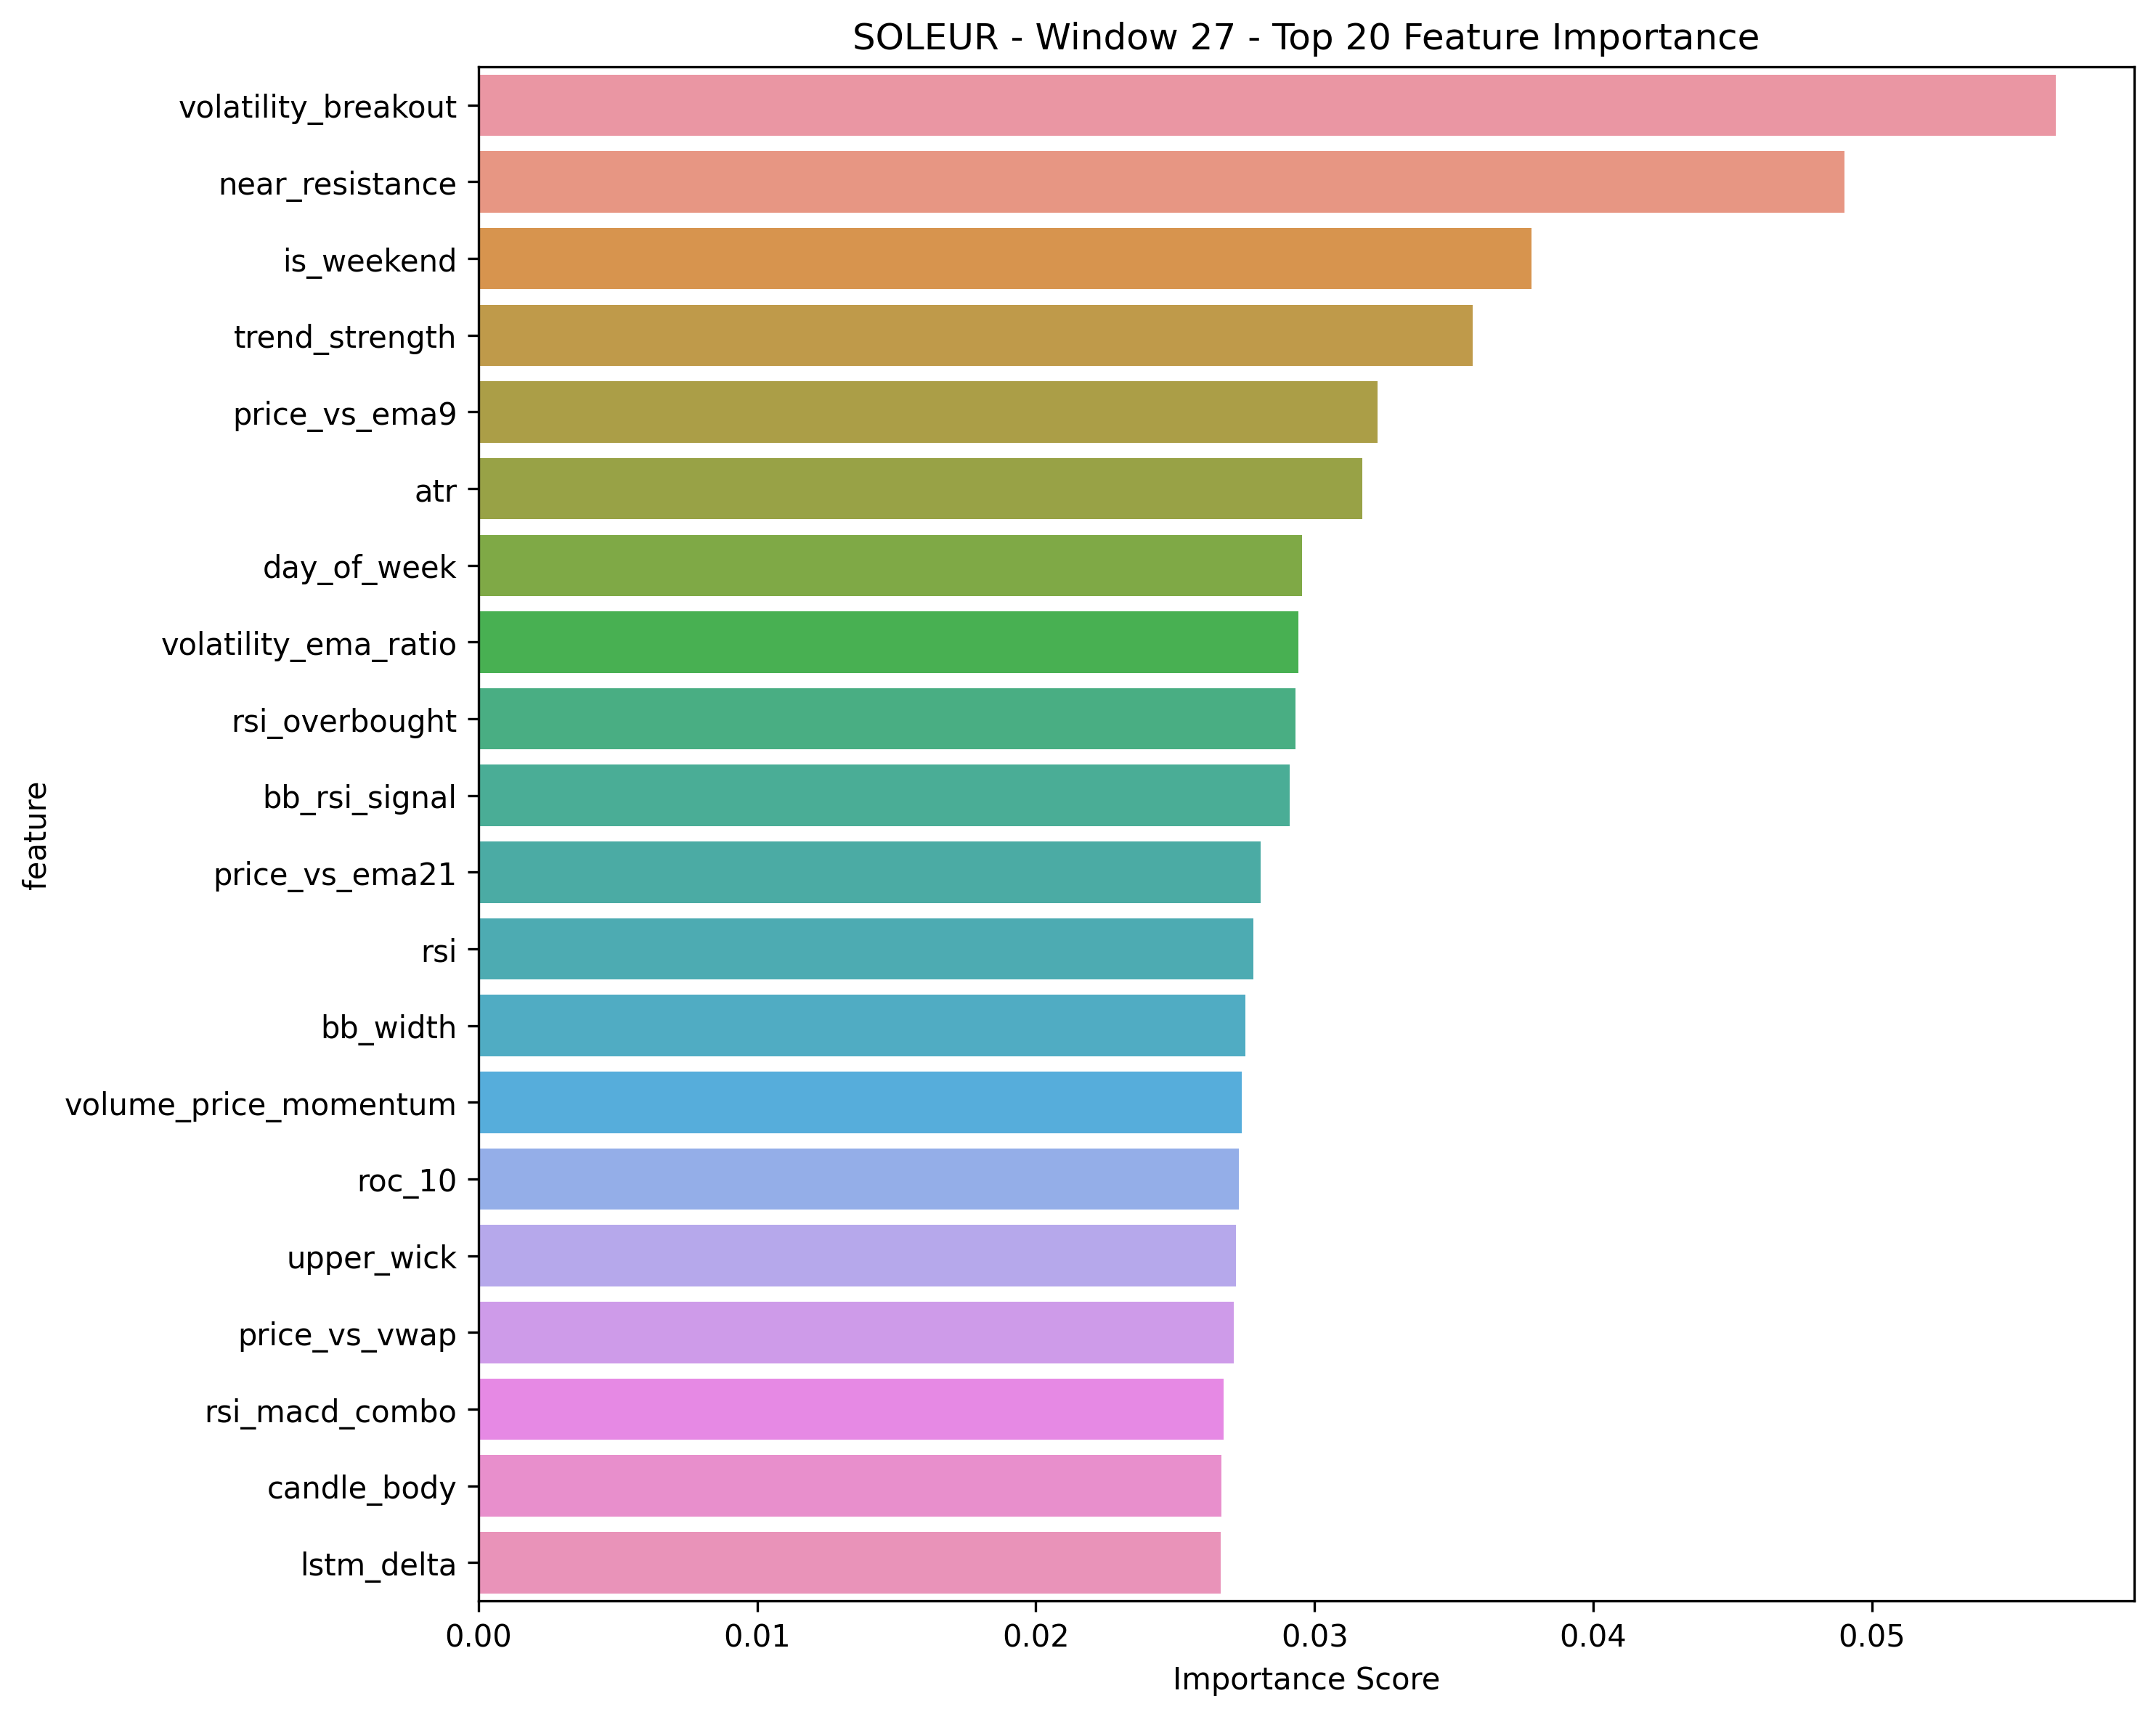 SOLEUR - Window 27 - Top 20 Feature Importance
volatility_breakout
near_resistance
is_weekend
trend_strength
price_vs_ema9
atr
day_of_week
volatility_ema_ratio
rsi_overbought
bb_rsi_signal
price_vs_ema21
rsi
bb_width
volume_price_momentum
roc_10
upper_wick
price_vs_vwap
rsi_macd_combo
candle_body
lstm_delta
feature
0.00 0.01 0.02 0.03 0.04 0.05
Importance Score